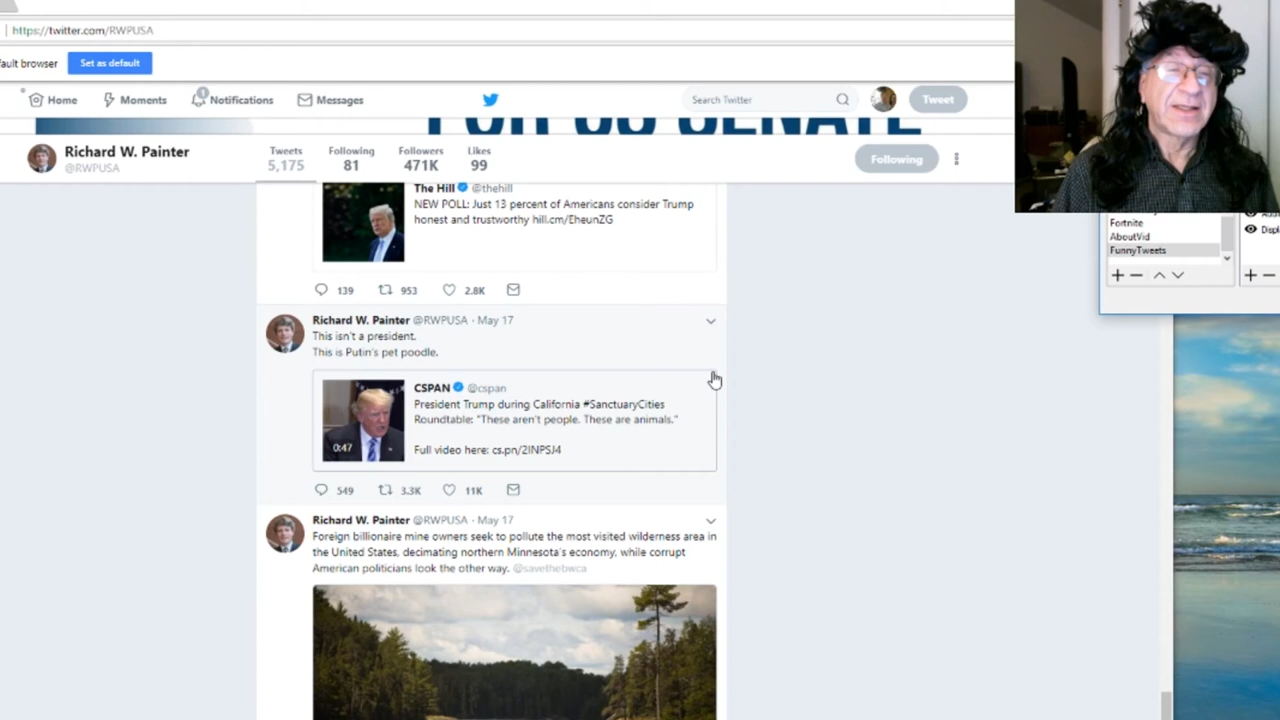 https://twitter.com/RWPUSA
fault browser
Set as default
Home
Moments
1
Notifications
Messages
Search Twitter
Tweet
FOR US SENATE
Richard W. Painter
@RWPUSA
Tweets
5,175
Following
81
Followers
471K
Likes
99
Following
The Hill @thehill
NEW POLL: Just 13 percent of Americans consider Trump
honest and trustworthy hill.cm/EheunZG
139
953
2.8K
Richard W. Painter @RWPUSA · May 17
This isn't a president.
This is Putin's pet poodle.
CSPAN @cspan
President Trump during California #SanctuaryCities
Roundtable: "These aren't people. These are animals."
0:47
Full video here: cs.pn/2INPSJ4
549
3.3K
11K
Richard W. Painter @RWPUSA · May 17
Foreign billionaire mine owners seek to pollute the most visited wilderness area in
the United States, decimating northern Minnesota's economy, while corrupt
American politicians look the other way. @savethebwca
Fortnite
AboutVid
FunnyTweets
Displ